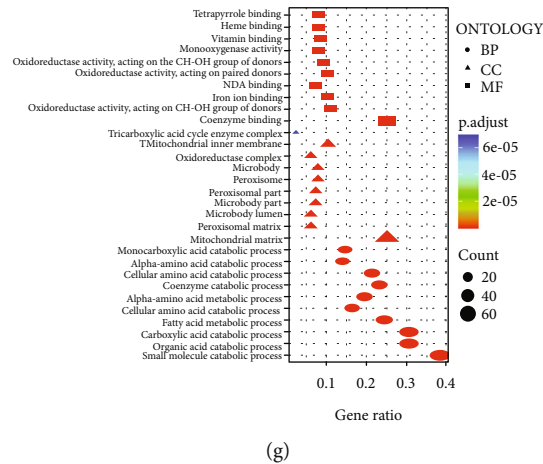 Tetrapyrrole binding
Heme binding
Vitamin binding
Monooxygenase activity
Oxidoreductase activity, acting on the CH-OH group of donors
Oxidoreductase activity, acting on paired donors
NDA binding
Iron ion binding
Oxidoreductase activity, acting on CH-OH group of donors
Coenzyme binding
Tricarboxylic acid cycle enzyme complex
TMitochondrial inner membrane
Oxidoreductase complex
Microbody
Peroxisome
Peroxisomal part
Microbody part
Microbody lumen
Peroxisomal matrix
Mitochondrial matrix
Monocarboxylic acid catabolic process
Alpha-amino acid catabolic process
Cellular amino acid catabolic process
Coenzyme catabolic process
Alpha-amino acid metabolic process
Cellular amino acid catabolic process
Fatty acid metabolic process
Carboxylic acid catabolic process
Organic acid catabolic process
Small molecule catabolic process
0.1 0.2 0.3 0.4
Gene ratio
ONTOLOGY
BP
CC
MF
p.adjust
6e-05
4e-05
2e-05
Count
20
40
60
(g)